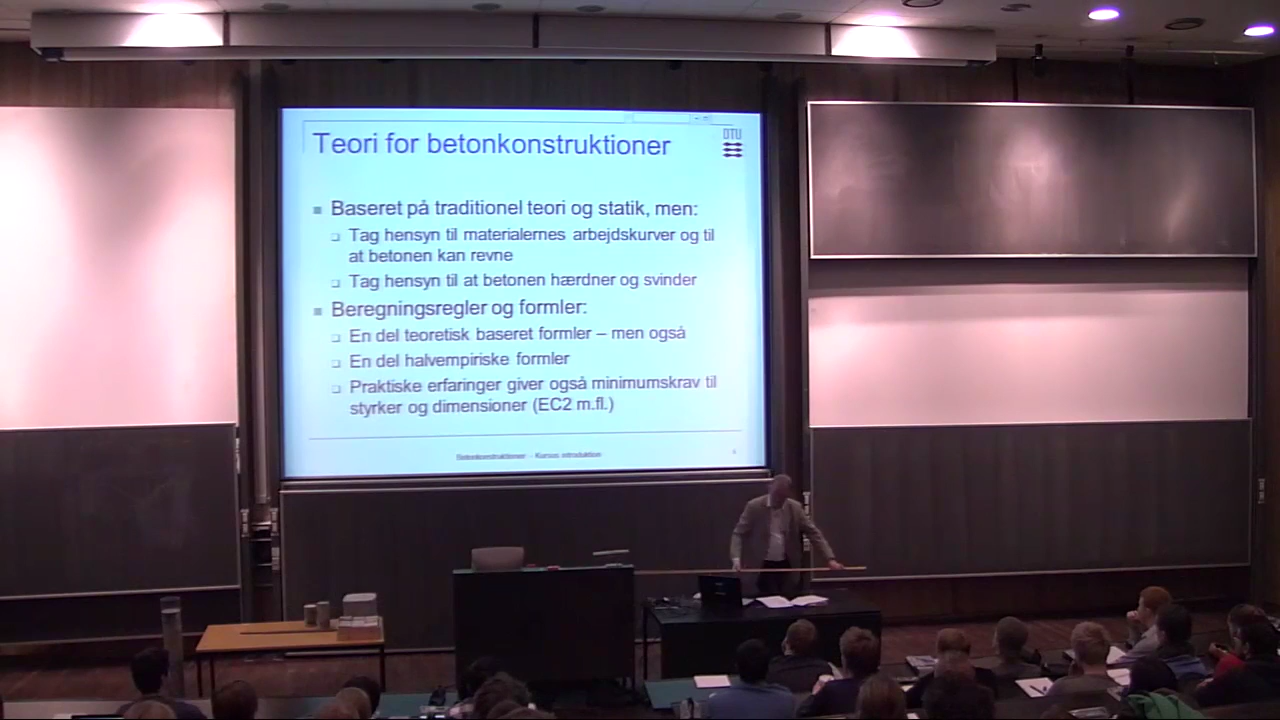 Teori for betonkonstruktioner
DTU
Baseret på traditionel teori og statik, men:
Tag hensyn til materialernes arbejdskurver og til
at betonen kan revne
Tag hensyn til at betonen hærdner og svinder
Beregningsregler og formler:
En del teoretisk baseret formler – men også
En del halvempiriske formler
Praktiske erfaringer giver også minimumskrav til
styrker og dimensioner (EC2 m.fl.)
Betonkonstruktioner - Kursus introduktion